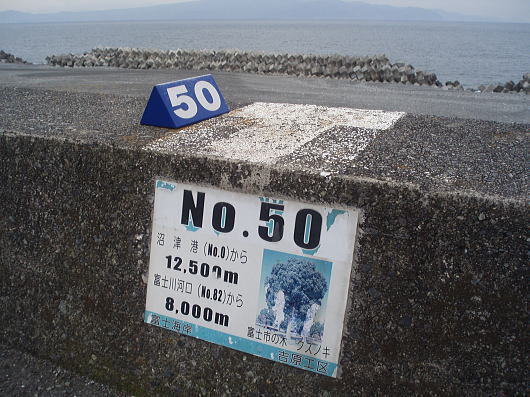 50
No.50
沼津港(No.0)から
12,500m
富士川河口(No.82)から
8,000m
富士市の木 クスノキ
富士海岸
吉原工区